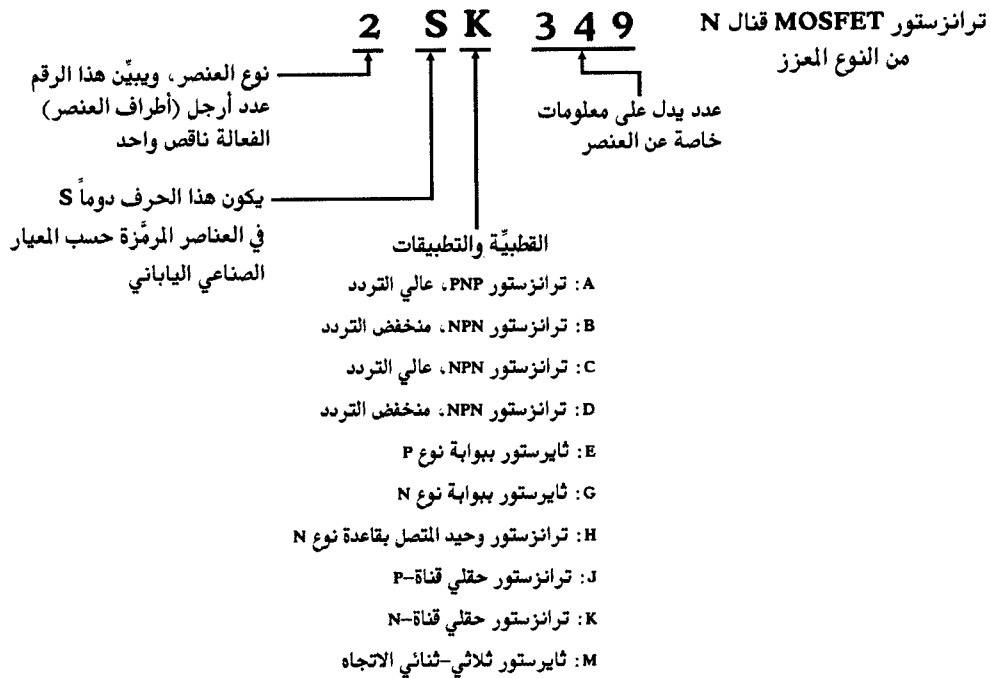 2 S K 349
ترانزستور MOSFET قنال N
من النوع المعزز
نوع العنصر، ويبيِّن هذا الرقم
عدد أرجل (أطراف العنصر)
الفعالة ناقص واحد
عدد يدل على معلومات
خاصة عن العنصر
يكون هذا الحرف دوماً S
في العناصر المرمَّزة حسب المعيار
الصناعي الياباني
القطبيِّة والتطبيقات
A: ترانزستور PNP، عالي التردد
B: ترانزستور NPN، منخفض التردد
C: ترانزستور NPN، عالي التردد
D: ترانزستور NPN، منخفض التردد
E: ثايرستور ببوابة نوع P
G: ثايرستور ببوابة نوع N
H: ترانزستور وحيد المتصل بقاعدة نوع N
J: ترانزستور حقلي قناة-P
K: ترانزستور حقلي قناة-N
M: ثايرستور ثلاثي-ثنائي الاتجاه